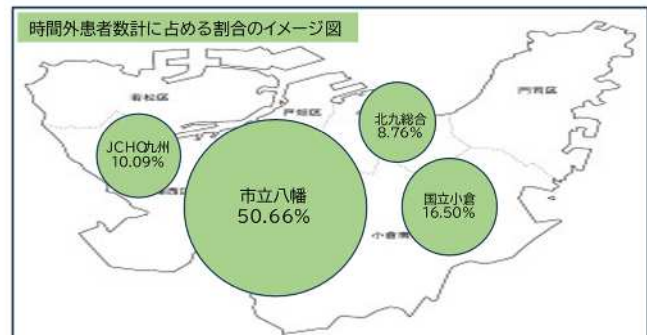 時間外患者数計に占める割合のイメージ図
若松区
戸畑区
門司区
北九総合
8.76%
JCHO九州
10.09%
市立八幡
50.66%
国立小倉
16.50%
小倉南